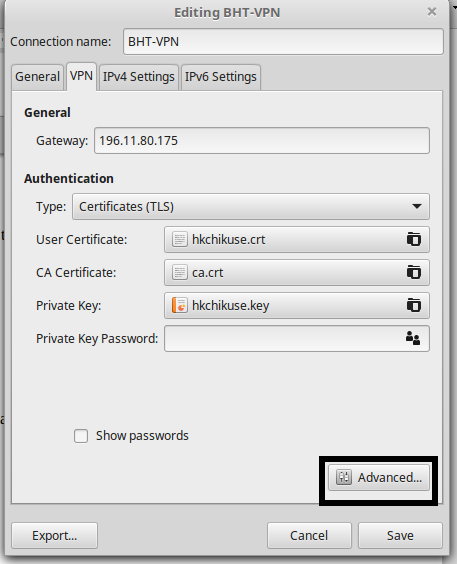 Editing BHT-VPN
Connection name: BHT-VPN
General VPN IPv4 Settings IPv6 Settings
General
Gateway: 196.11.80.175
Authentication
Type: Certificates (TLS)
User Certificate: hkchikuse.crt
CA Certificate: ca.crt
Private Key: hkchikuse.key
Private Key Password:
Show passwords
Advanced...
Export... Cancel Save